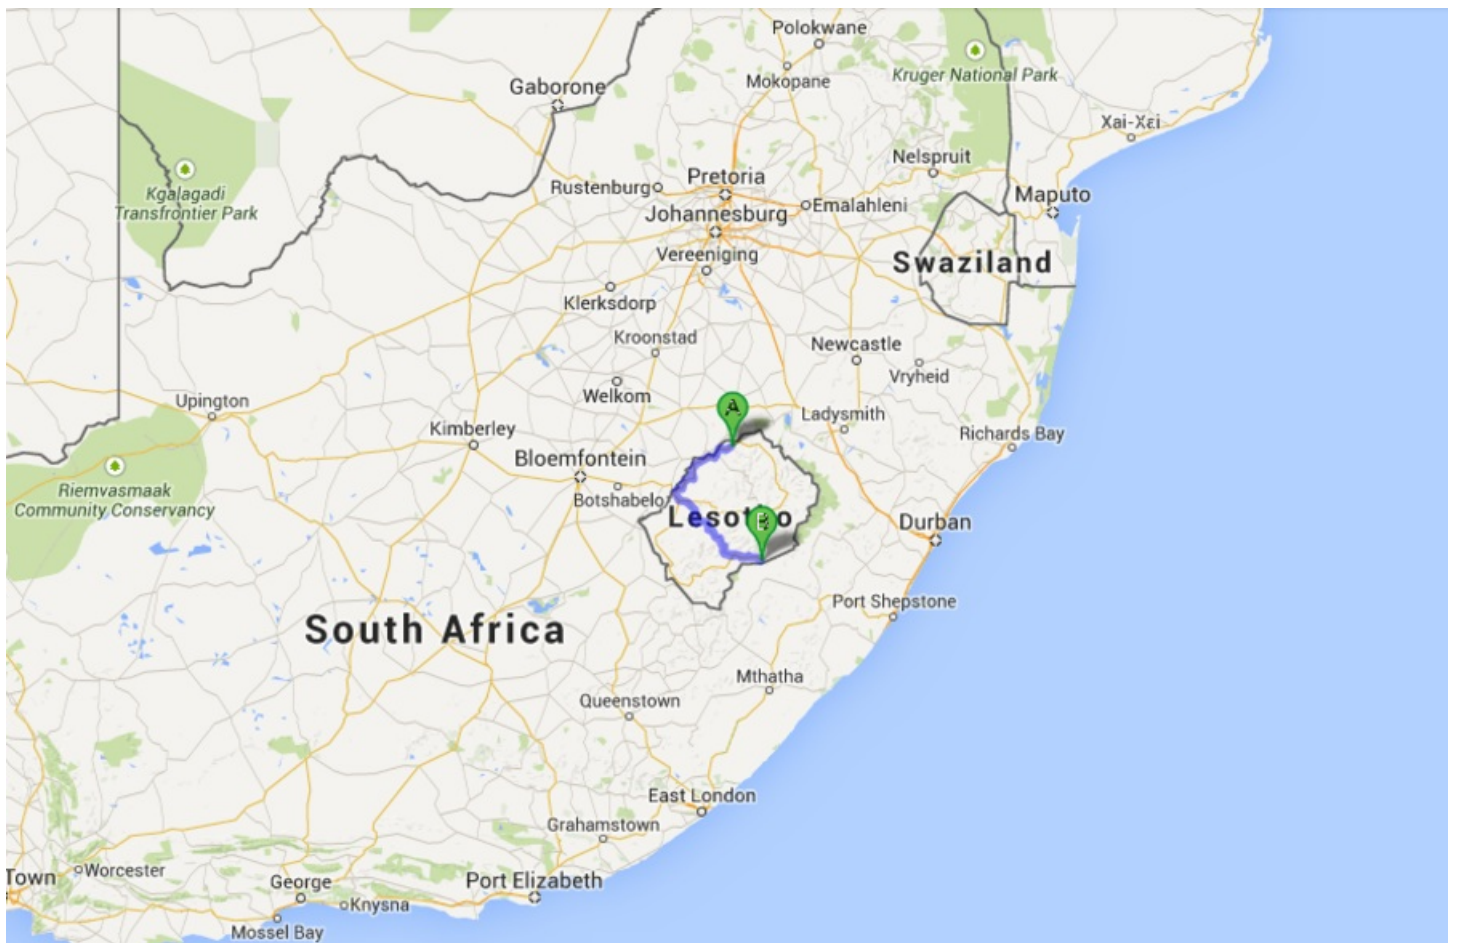 Polokwane
Kruger National Park
Mokopane
Gaborone
Xai-Xεi
Nelspruit
Kgalagadi
Transfrontier Park
Rustenburg
Pretoria
Maputo
Johannesburg
Emalahleni
Vereeniging
Swaziland
Klerksdorp
Kroonstad
Newcastle
Vryheid
Welkom
Upington
A
Ladysmith
Kimberley
Richards Bay
Bloemfontein
Riemvasmaak
Community Conservancy
Botshabelo
Durban
South Africa
Port Shepstone
Mthatha
Queenstown
East London
Grahamstown
Town
Worcester
George
Port Elizabeth
Knysna
Mossel Bay